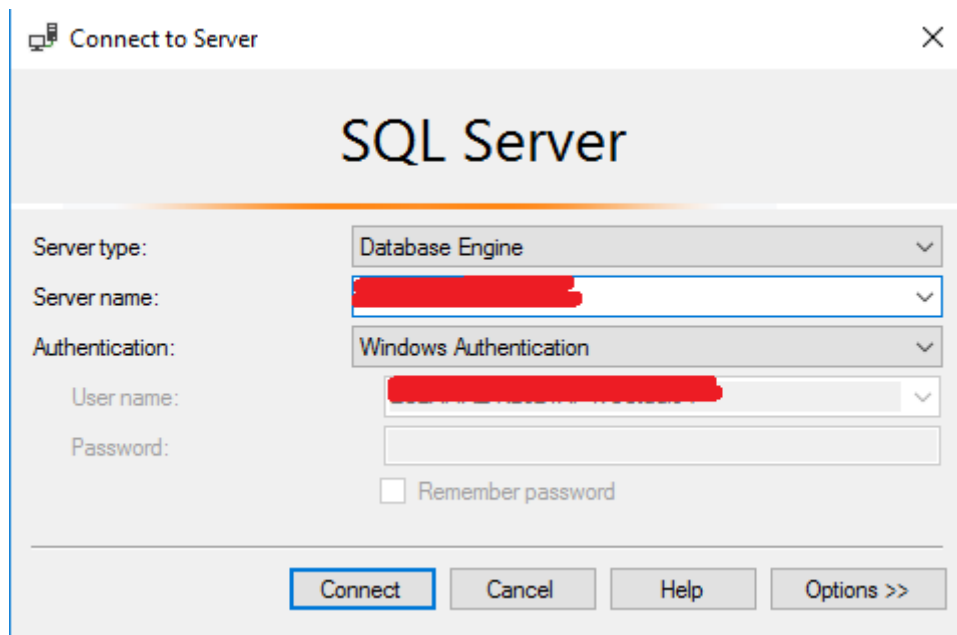 Connect to Server
SQL Server
Server type: Database Engine
Server name:
Authentication: Windows Authentication
User name:
Password:
Remember password
Connect Cancel Help Options >>